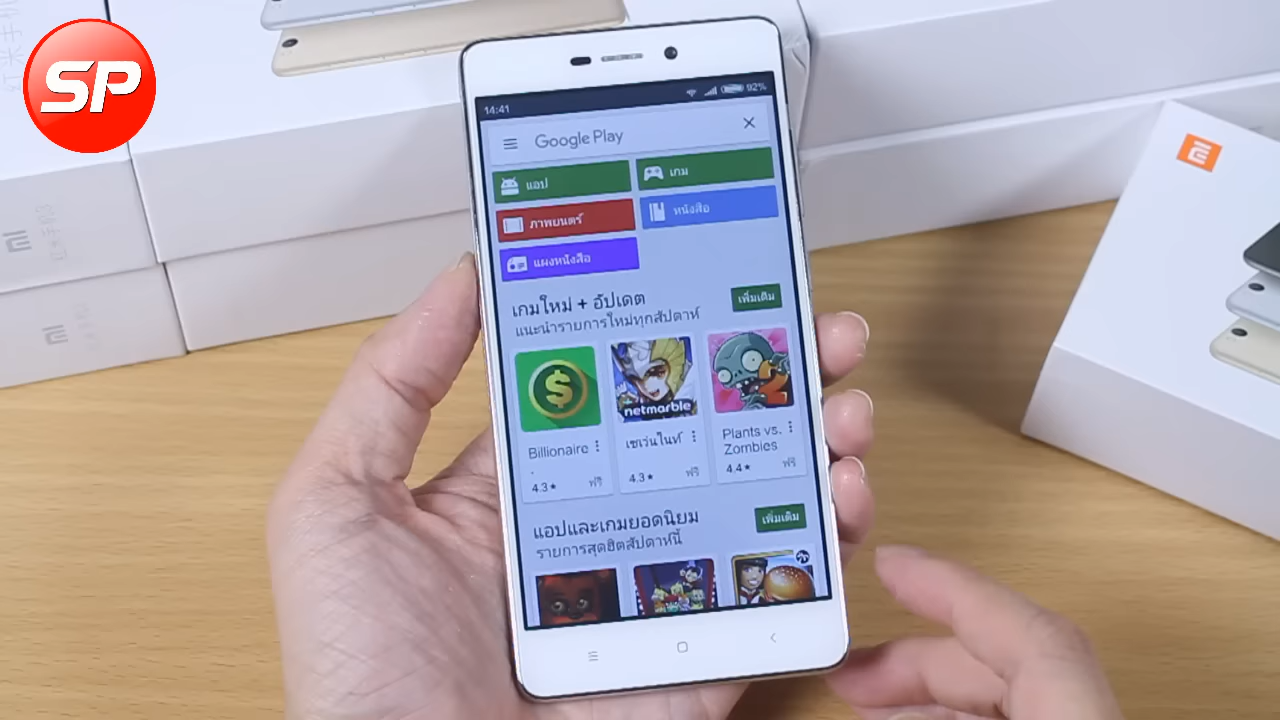 SP
14:41
92%
Google Play
แอป
เกม
ภาพยนตร์
หนังสือ
แผงหนังสือ
เกมใหม่ + อัปเดต
เพิ่มเติม
แนะนำรายการใหม่ทุกสัปดาห์
netmarble
Billionaire
.
เซเว่นไนท์
Plants vs.
Zombies
4.3★
ฟรี
4.3★
ฟรี
4.4★
ฟรี
แอปและเกมยอดนิยม
เพิ่มเติม
รายการสุดฮิตสัปดาห์นี้